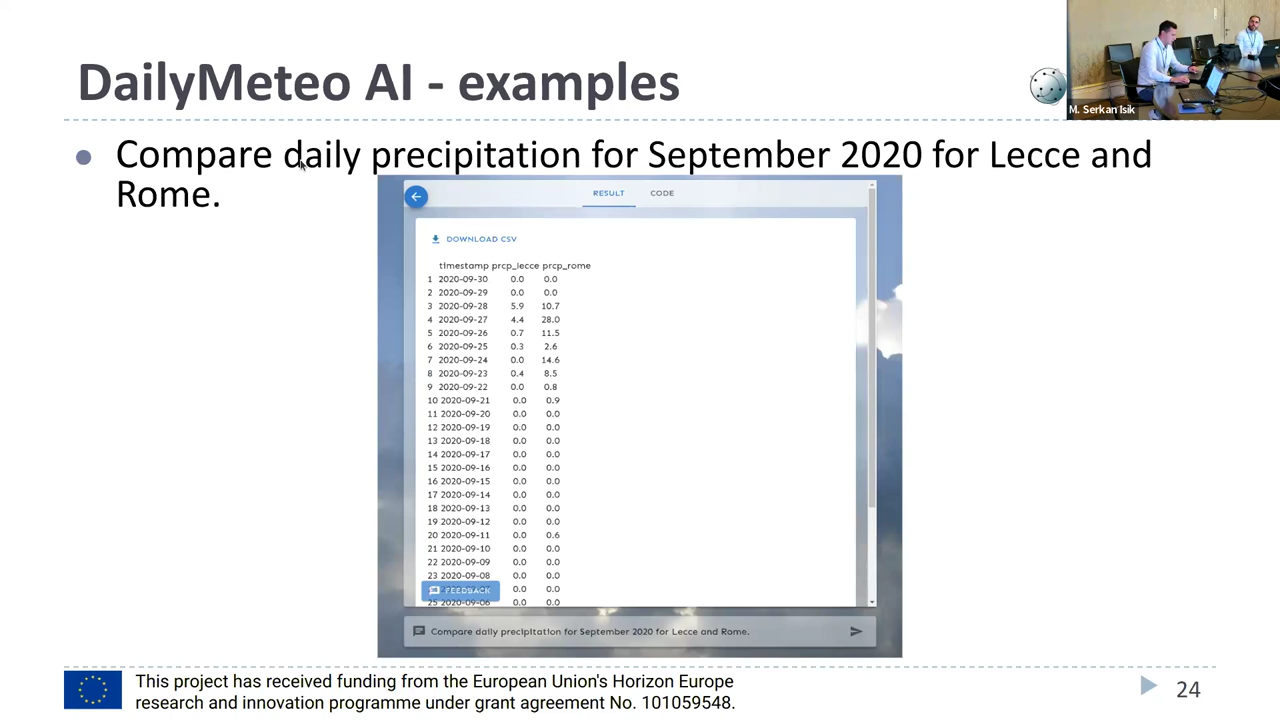 DailyMeteo AI - examples
M. Serkan Isik
Compare daily precipitation for September 2020 for Lecce and
Rome.
RESULT CODE
DOWNLOAD CSV
timestamp prcp_lecce prcp_rome
1 2020-09-30 0.0 0.0
2 2020-09-29 0.0 0.0
3 2020-09-28 5.9 10.7
4 2020-09-27 4.4 28.0
5 2020-09-26 0.7 11.5
6 2020-09-25 0.3 2.6
7 2020-09-24 0.0 14.6
8 2020-09-23 0.4 8.5
9 2020-09-22 0.0 0.8
10 2020-09-21 0.0 0.9
11 2020-09-20 0.0 0.0
12 2020-09-19 0.0 0.0
13 2020-09-18 0.0 0.0
14 2020-09-17 0.0 0.0
15 2020-09-16 0.0 0.0
16 2020-09-15 0.0 0.0
17 2020-09-14 0.0 0.0
18 2020-09-13 0.0 0.0
19 2020-09-12 0.0 0.0
20 2020-09-11 0.0 0.6
21 2020-09-10 0.0 0.0
22 2020-09-09 0.0 0.0
23 2020-09-08 0.0 0.0
FEEDBACK 0.0 0.0
25 2020-09-06 0.0 0.0
Compare daily precipitation for September 2020 for Lecce and Rome.
This project has received funding from the European Union's Horizon Europe
research and innovation programme under grant agreement No. 101059548.
24